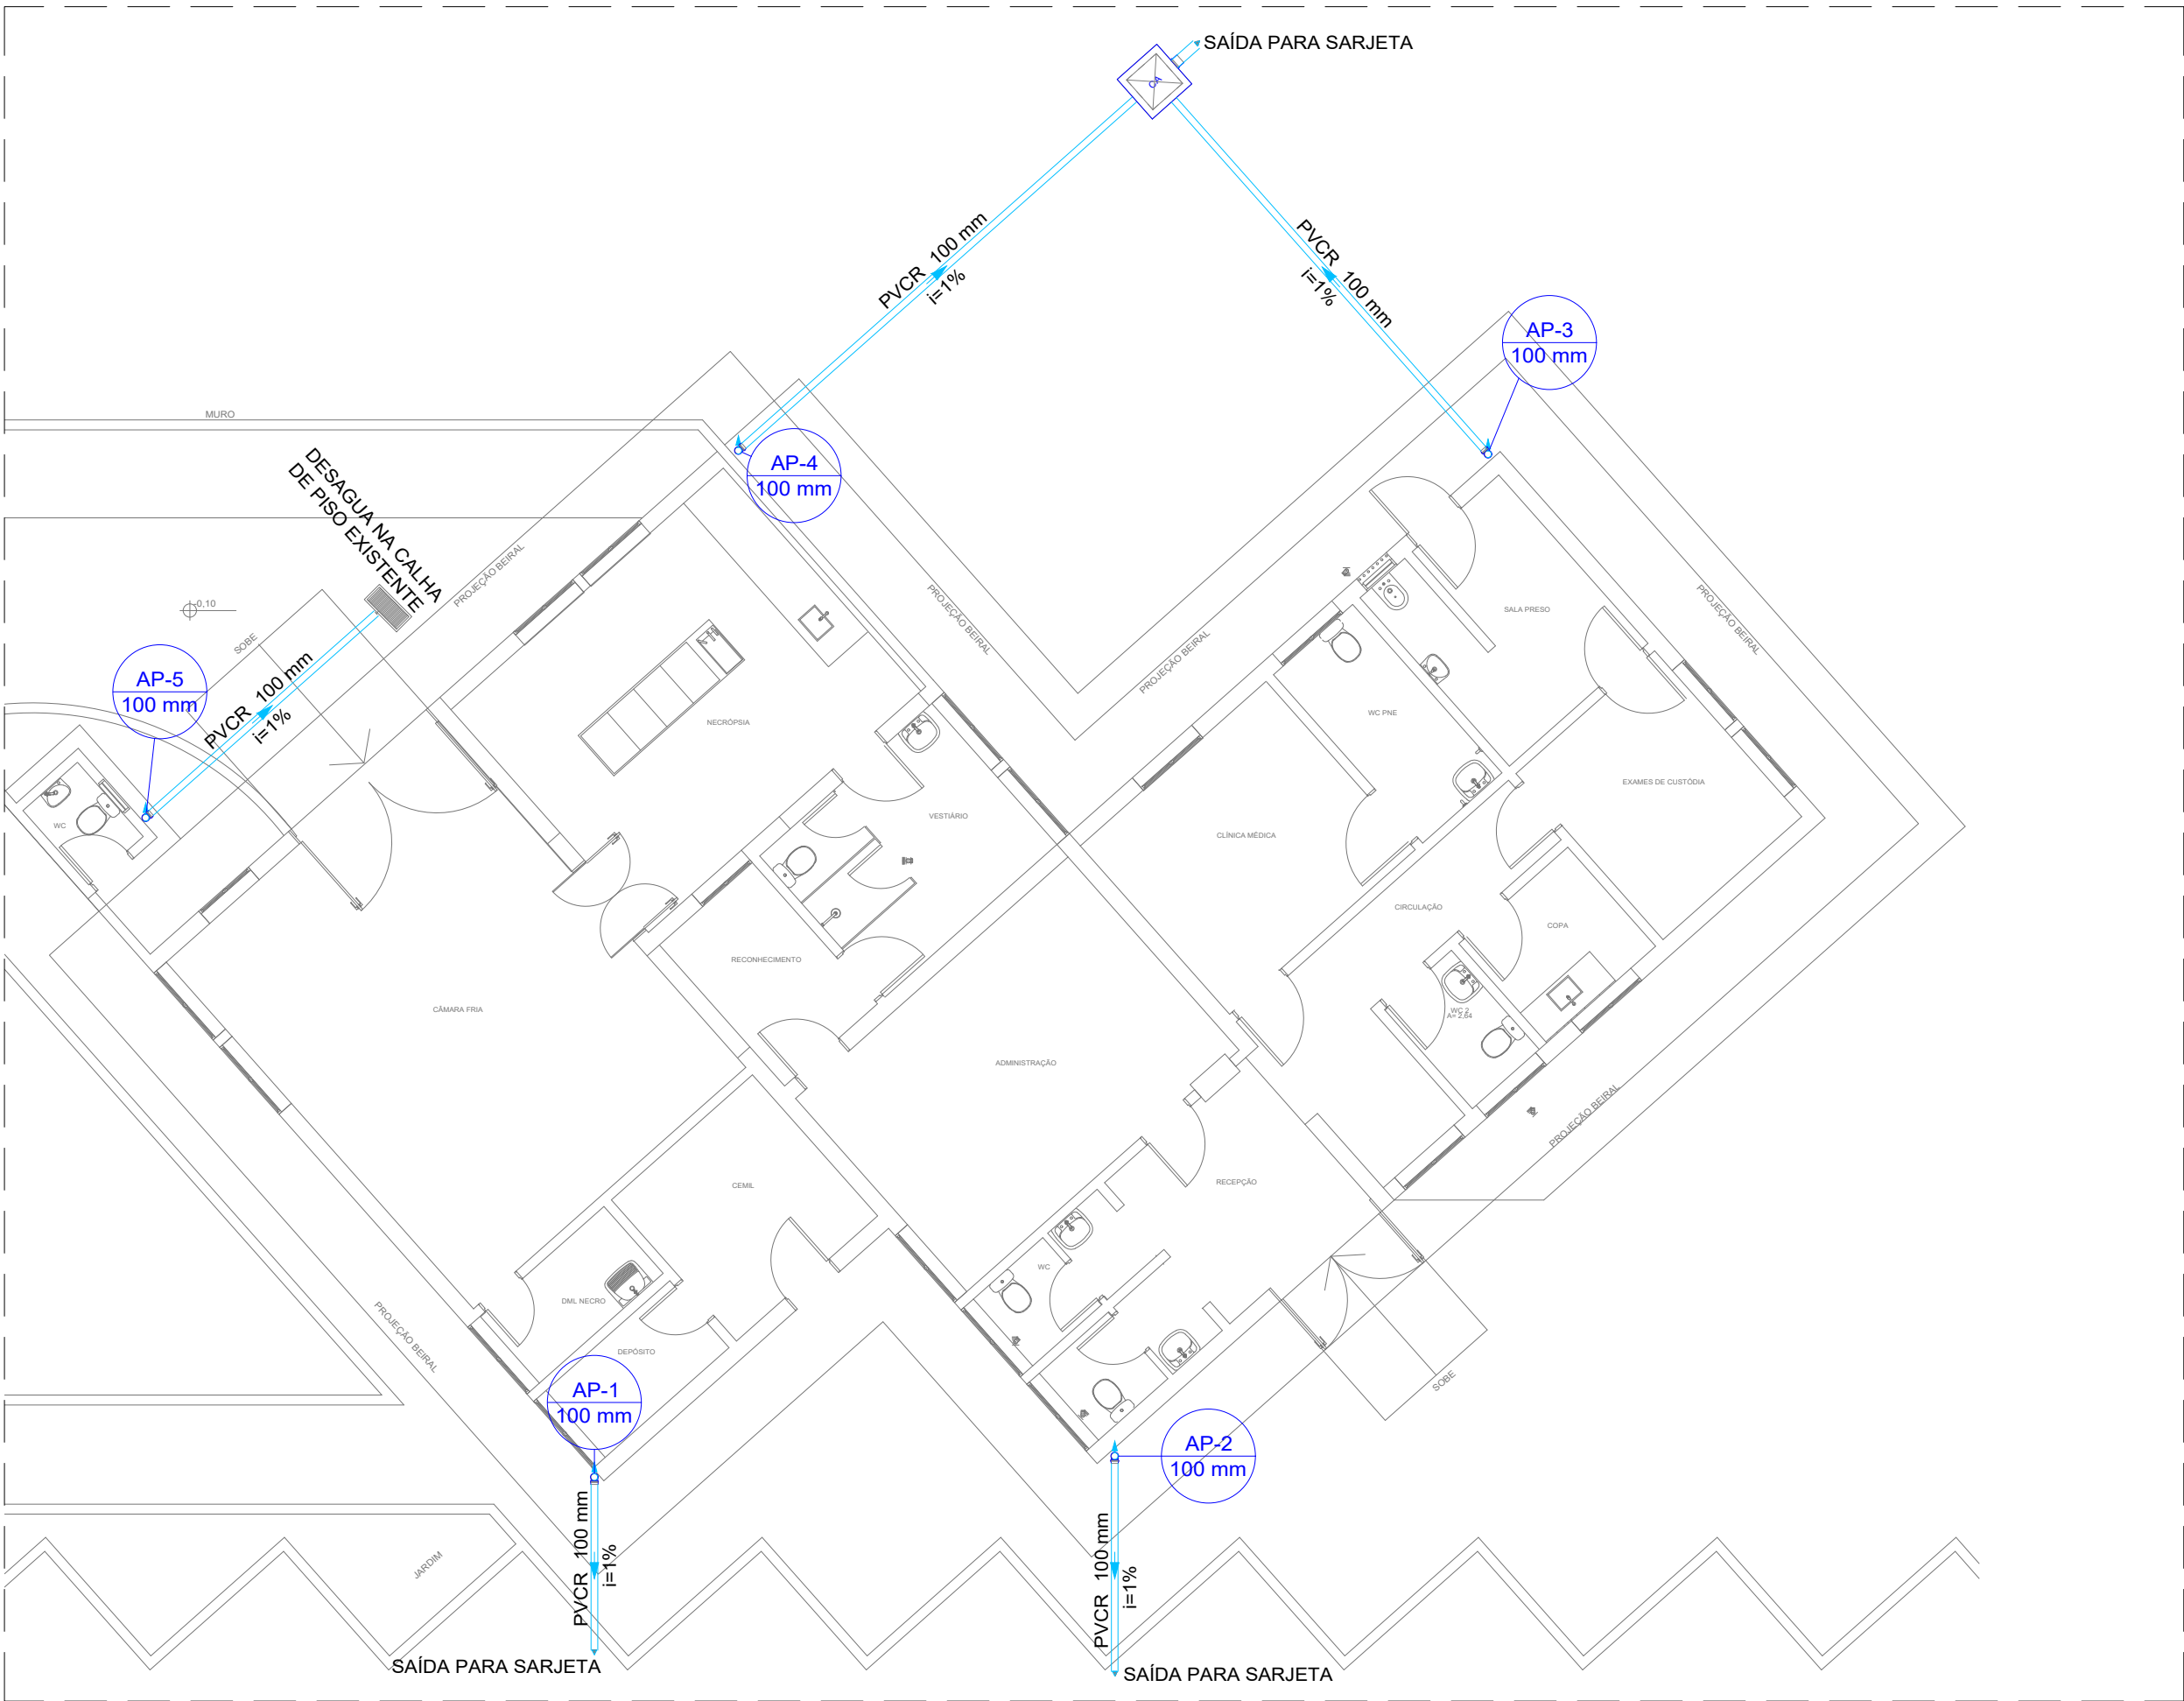 SAÍDA PARA SARJETA
CA
PVCR 100 mm
i=1%
PVCR 100 mm
i=1%
AP-3
100 mm
MURO
AP-4
100 mm
DESAGUA NA CALHA
DE PISO EXISTENTE
PROJEÇÃO BEIRAL
PROJEÇÃO BEIRAL
PROJEÇÃO BEIRAL
PROJEÇÃO BEIRAL
-0,10
SOBE
SALA PRESO
AP-5
100 mm
PVCR 100 mm
i=1%
NECRÓPSIA
WC PNE
EXAMES DE CUSTÓDIA
WC
VESTIÁRIO
CLÍNICA MÉDICA
CIRCULAÇÃO
COPA
RECONHECIMENTO
CÂMARA FRIA
WC 2
A= 2,64
ADMINISTRAÇÃO
PROJEÇÃO BEIRAL
CEMIL
RECEPÇÃO
WC
DML NECRO
PROJEÇÃO BEIRAL
DEPÓSITO
SOBE
AP-1
100 mm
AP-2
100 mm
PVCR 100 mm
i=1%
PVCR 100 mm
i=1%
JARDIM
SAÍDA PARA SARJETA
SAÍDA PARA SARJETA